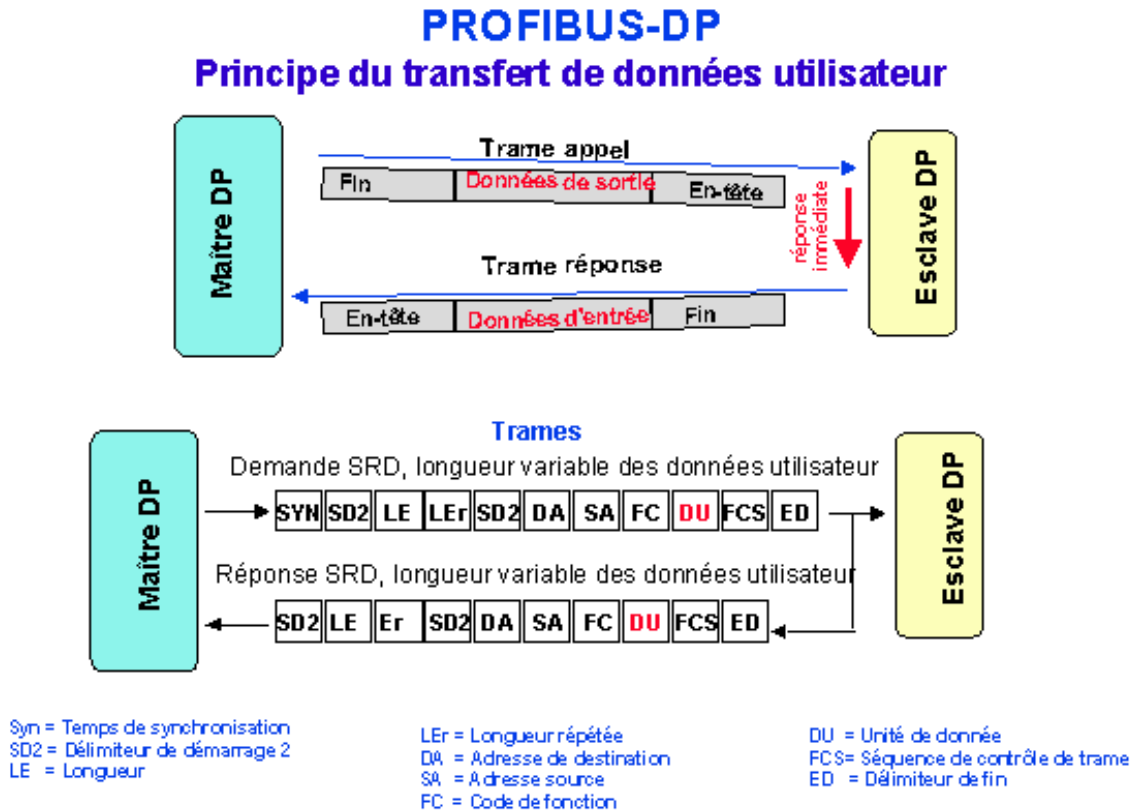 PROFIBUS-DP
Principe du transfert de données utilisateur
Maître DP
Trame appel
Fin Données de sortie En-tête
réponse immédiate
Esclave DP
Trame réponse
En-tête Données d'entrée Fin
Trames
Maître DP
Demande SRD, longueur variable des données utilisateur
SYN SD2 LE LEr SD2 DA SA FC DU FCS ED
Esclave DP
Réponse SRD, longueur variable des données utilisateur
SD2 LE Er SD2 DA SA FC DU FCS ED
Syn = Temps de synchronisation
SD2 = Délimiteur de démarrage 2
LE = Longueur
LEr = Longueur répétée
DA = Adresse de destination
SA = Adresse source
FC = Code de fonction
DU = Unité de donnée
FCS= Séquence de contrôle de trame
ED = Délimiteur de fin